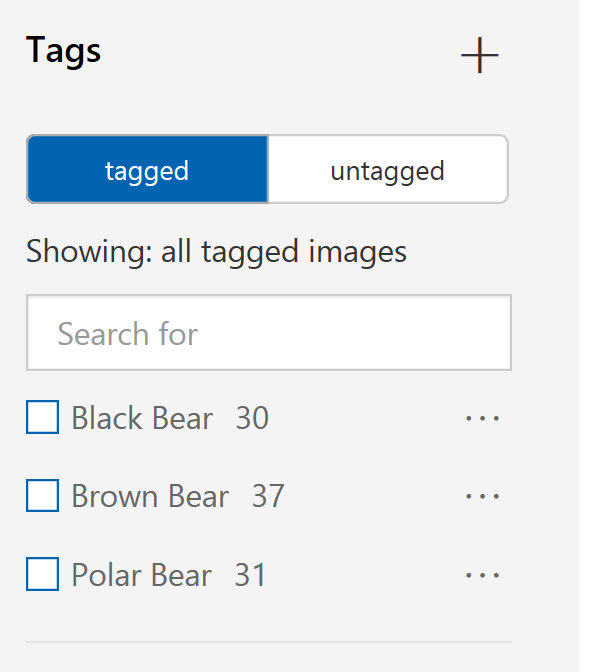 Tags
tagged untagged
Showing: all tagged images
Search for
Black Bear 30
Brown Bear 37
Polar Bear 31